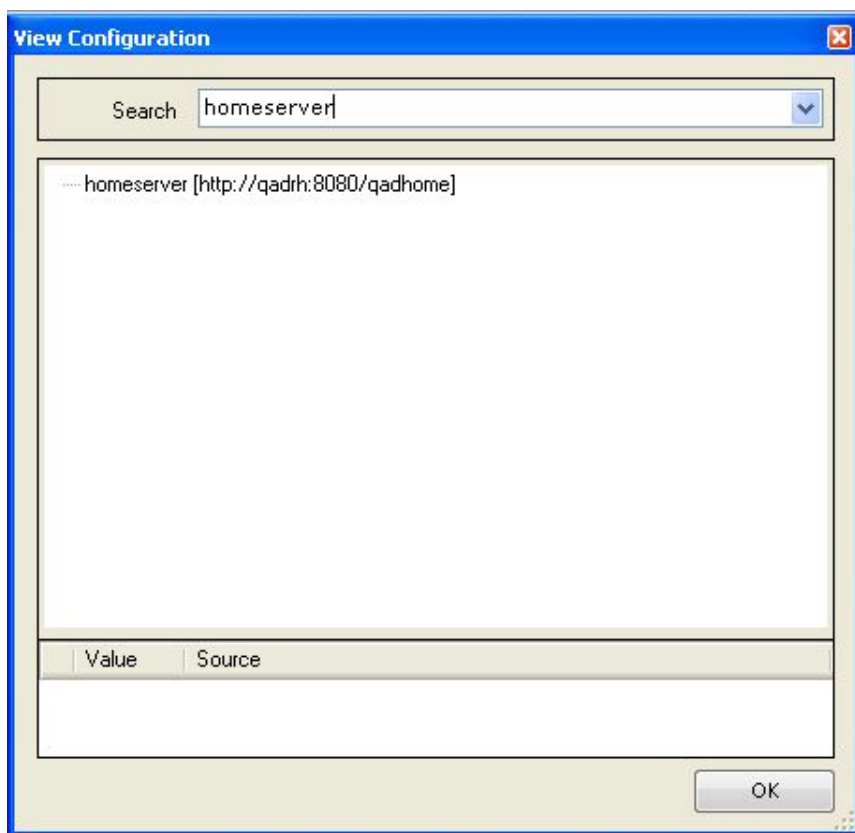 View Configuration
Search homeserver
homeserver [http://qadrh:8080/qadhome]
Value Source
OK